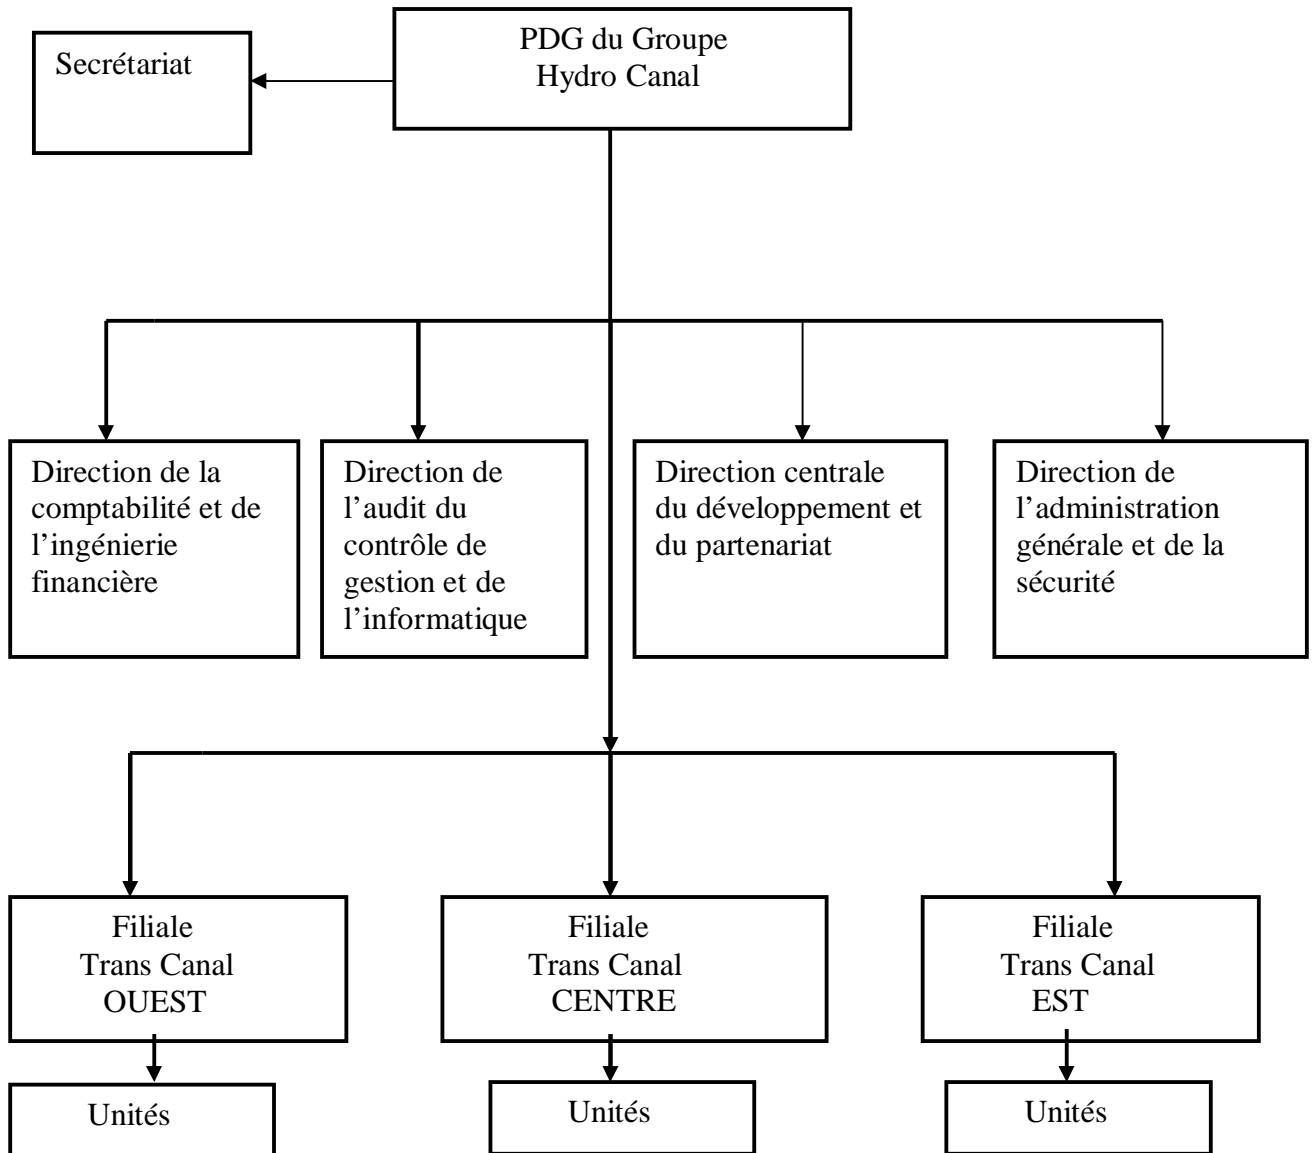 PDG du Groupe
Hydro Canal
Secrétariat
Direction de la
comptabilité et de
l’ingénierie
financière
Direction de
l’audit du
contrôle de
gestion et de
l’informatique
Direction centrale
du développement et
du partenariat
Direction de
l’administration
générale et de la
sécurité
Filiale
Trans Canal
OUEST
Filiale
Trans Canal
CENTRE
Filiale
Trans Canal
EST
Unités
Unités
Unités